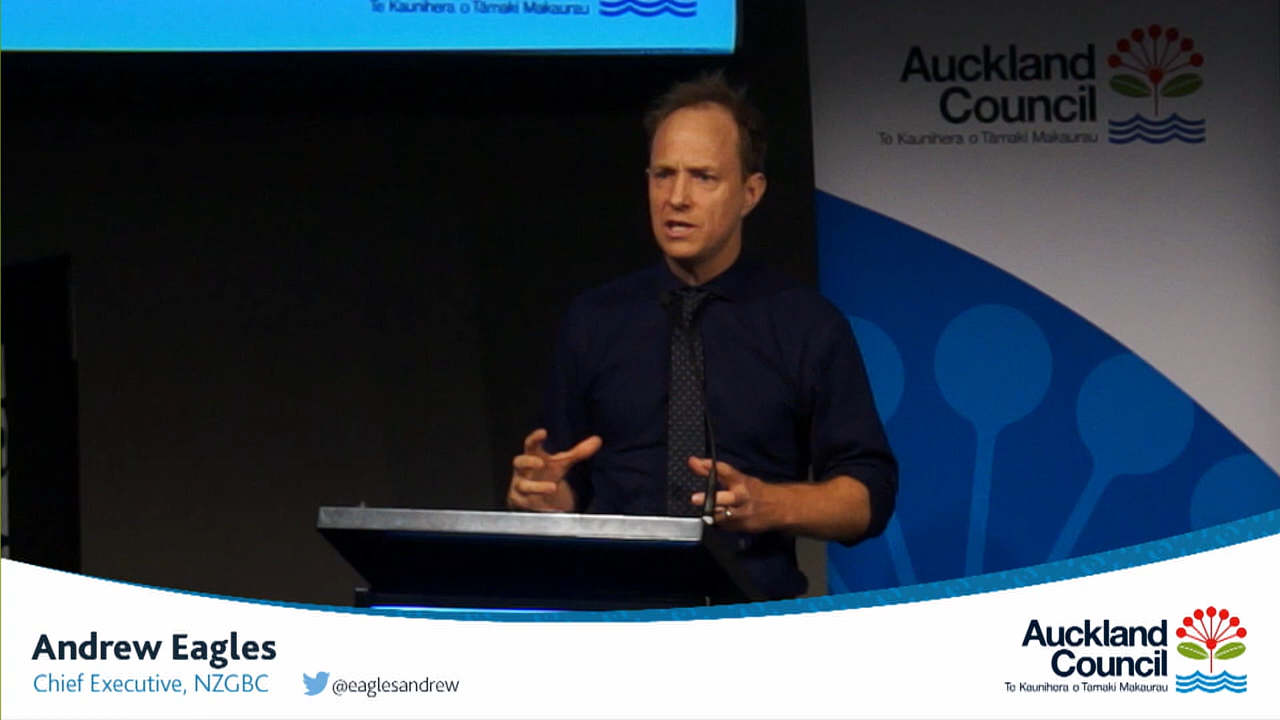 Te Kaunihera o Tāmaki Makaurau
Auckland
Council
Te Kaunihera o Tāmaki Makaurau
Andrew Eagles
Chief Executive, NZGBC
@eaglesandrew
Auckland
Council
Te Kaunihera o Tamaki Makaurau